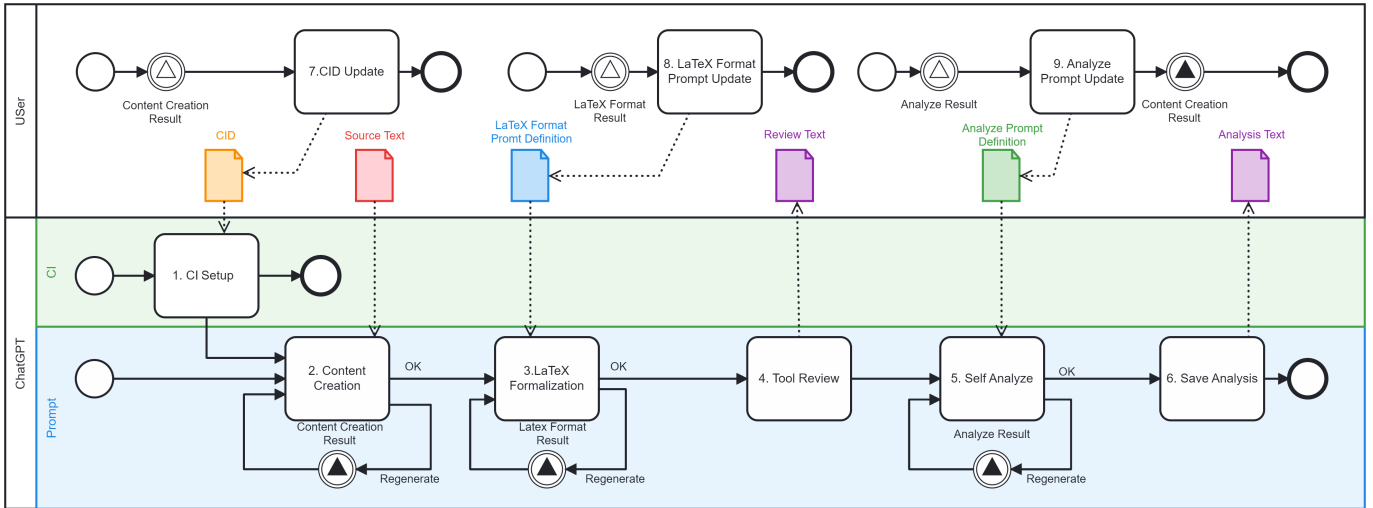 USer
7.CID Update
Content Creation
Result
CID
Source Text
8. LaTeX Format
Prompt Update
LaTeX Format
Result
LaTeX Format
Promt Definition
Review Text
9. Analyze
Prompt Update
Analyze Result
Content Creation
Result
Analyze Prompt
Definition
Analysis Text
ChatGPT
CI
1. CI Setup
Prompt
2. Content
Creation
OK
Content Creation
Result
Regenerate
3.LaTeX
Formalization
OK
Latex Format
Result
Regenerate
4. Tool Review
5. Self Analyze
OK
Analyze Result
Regenerate
6. Save Analysis